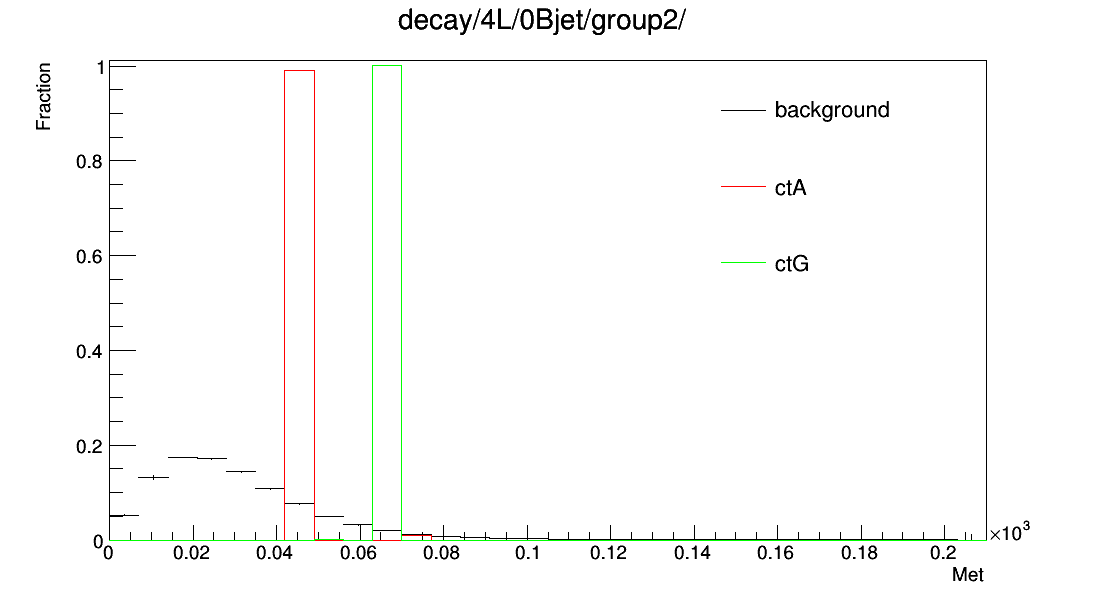 decay/4L/0Bjet/group2/
Fraction
1
0.8
0.6
0.4
0.2
0
background
ctA
ctG
0 0.02 0.04 0.06 0.08 0.1 0.12 0.14 0.16 0.18 0.2
×10³
Met